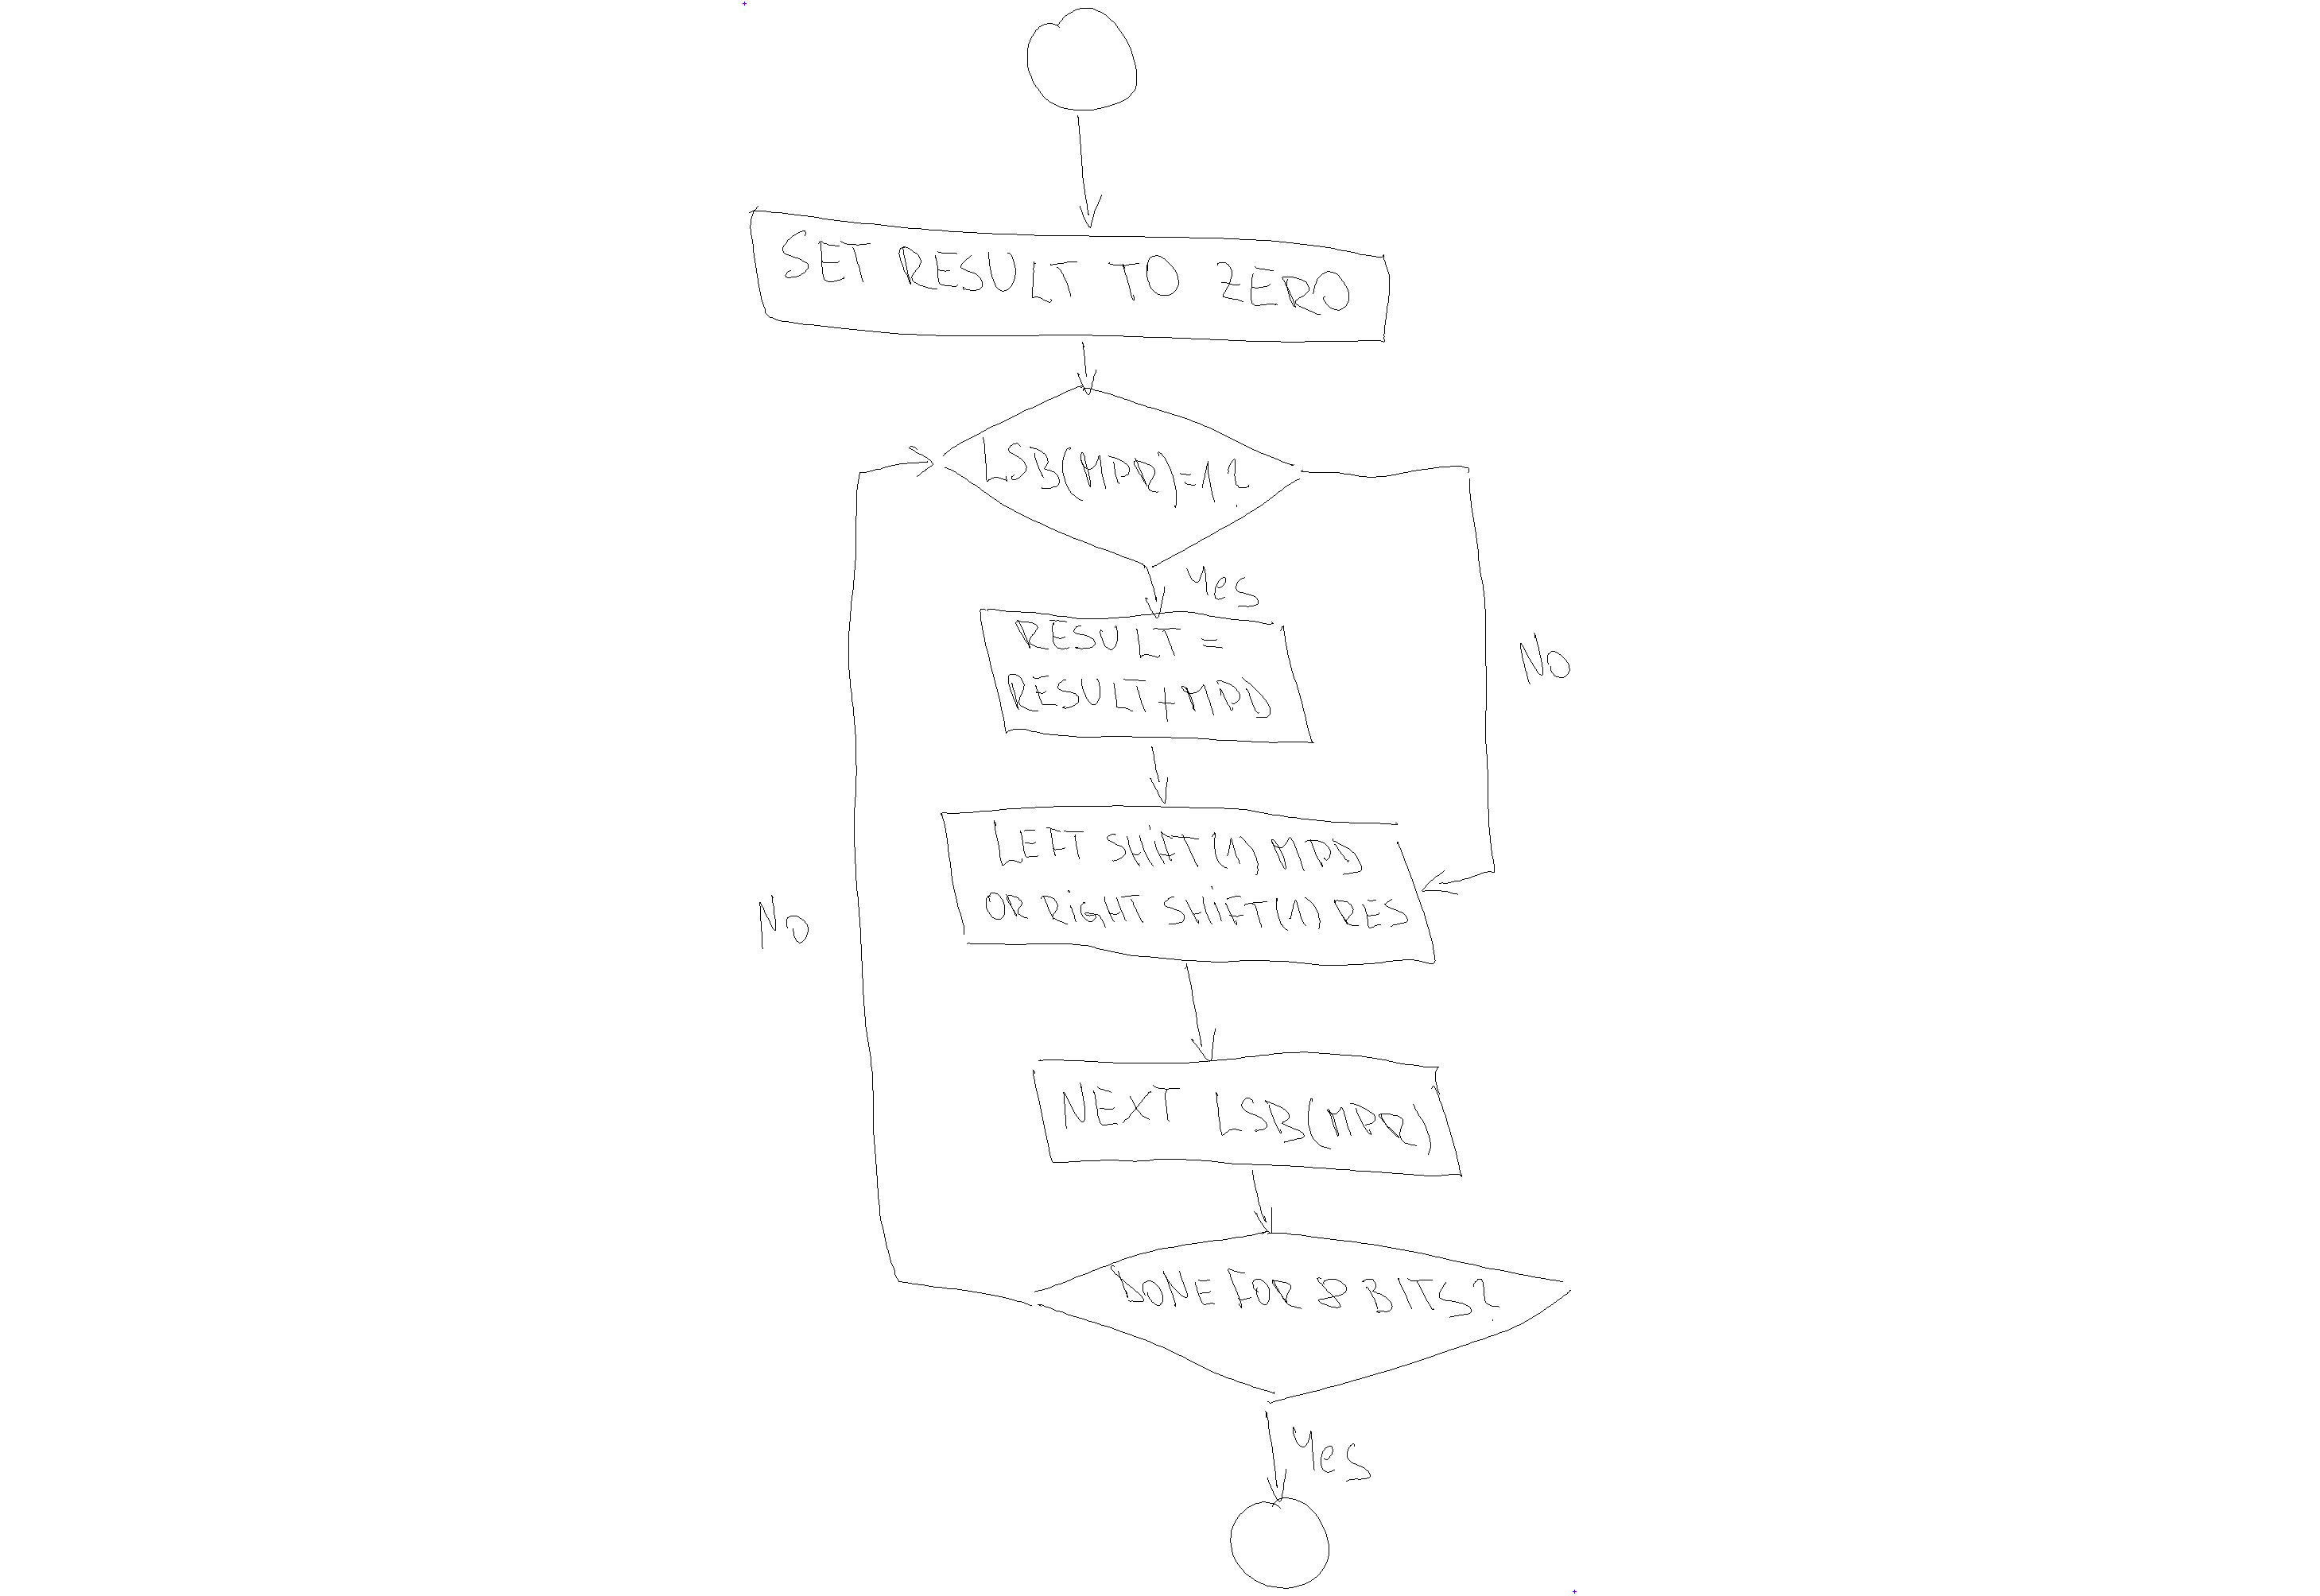 SET RESULT TO ZERO
LSB(MPR)=1?
Yes
RESULT =
RESULT+MPD
No
LEFT SHiFT(1) MPD
OR RiGHT SHiFT(1) RES
No
NEXT LSB(MPR)
DONE FOR 8 BITS?
Yes